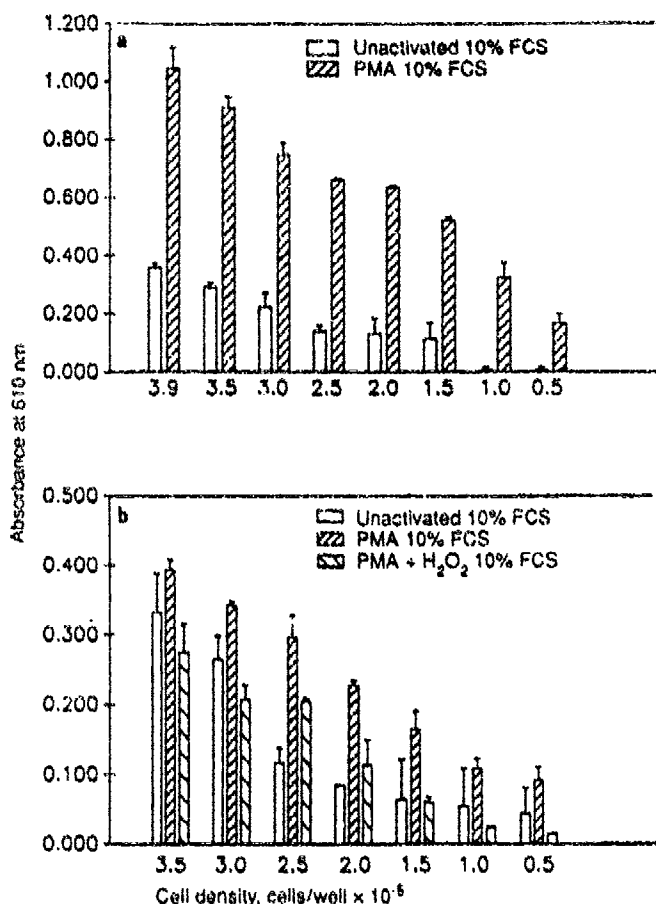 a
Unactivated 10% FCS
PMA 10% FCS
1.200
1.000
0.800
0.600
0.400
0.200
0.000
3.9 3.5 3.0 2.5 2.0 1.5 1.0 0.5
Absorbance at 610 nm
b
Unactivated 10% FCS
PMA 10% FCS
PMA + H₂O₂ 10% FCS
0.500
0.400
0.300
0.200
0.100
0.000
3.5 3.0 2.5 2.0 1.5 1.0 0.5
Cell density, cells/well × 10⁻⁵